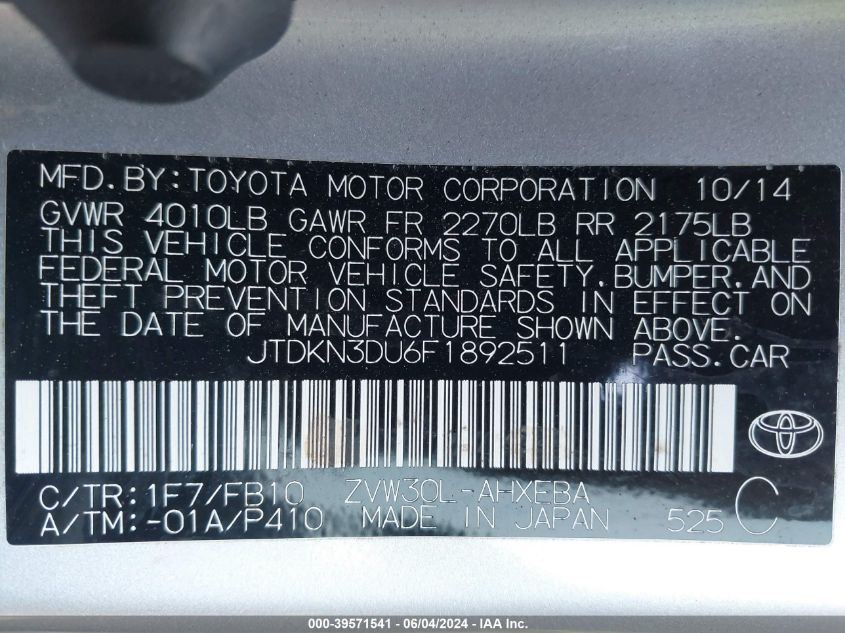 MFD.BY:TOYOTA MOTOR CORPORATION 10/14
GVWR 4010LB GAWR FR 2270LB RR 2175LB
THIS VEHICLE CONFORMS TO ALL APPLICABLE
FEDERAL MOTOR VEHICLE SAFETY,BUMPER,AND
THEFT PREVENTION STANDARDS IN EFFECT ON
THE DATE OF MANUFACTURE SHOWN ABOVE.
JTDKN3DU6F1892511 PASS.CAR
C/TR:1F7/FB10 ZVW30L-AHXEBA C
A/TM:-01A/P410 MADE IN JAPAN 525
000-39571541 - 06/04/2024 - IAA Inc.